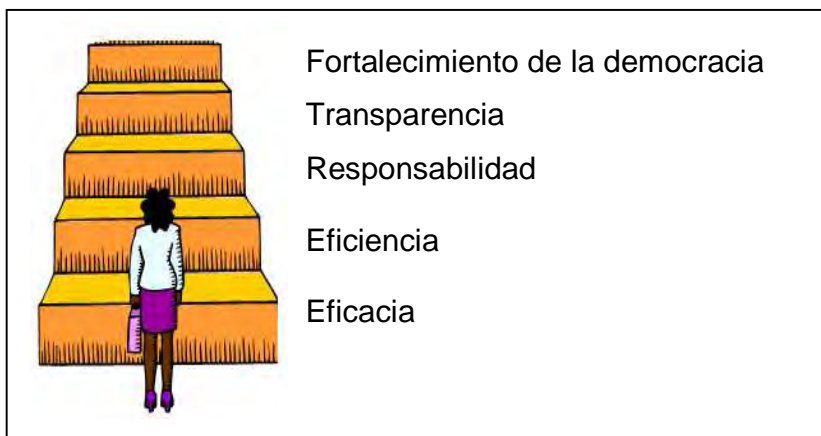 Fortalecimiento de la democracia
Transparencia
Responsabilidad
Eficiencia
Eficacia